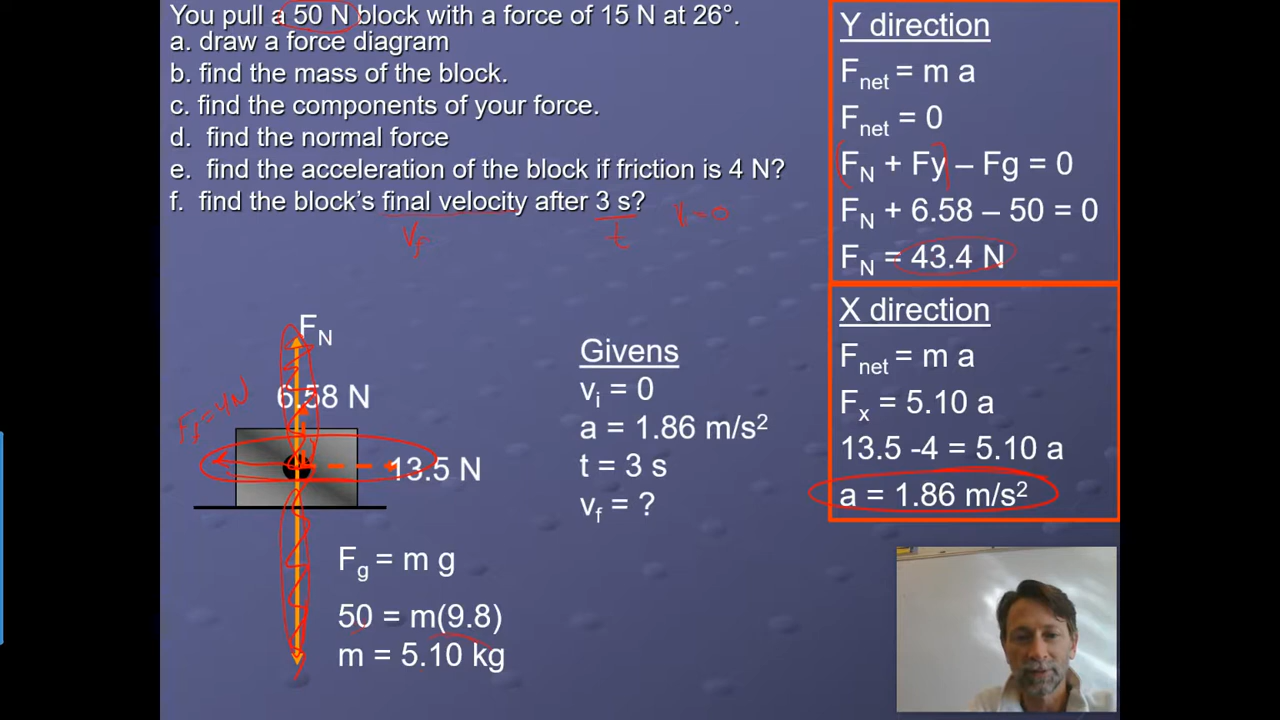 You pull a 50 N block with a force of 15 N at 26°.
a. draw a force diagram
b. find the mass of the block.
c. find the components of your force.
d. find the normal force
e. find the acceleration of the block if friction is 4 N?
f. find the block's final velocity after 3 s?
Vf
t
Y direction
Fnet = m a
Fnet = 0
FN + Fy – Fg = 0
FN + 6.58 – 50 = 0
FN = 43.4 N
X direction
Fnet = m a
Fx = 5.10 a
13.5 -4 = 5.10 a
a = 1.86 m/s²
FN
6.58 N
13.5 N
Fg = m g
50 = m(9.8)
m = 5.10 kg
Givens
vi = 0
a = 1.86 m/s²
t = 3 s
vf = ?